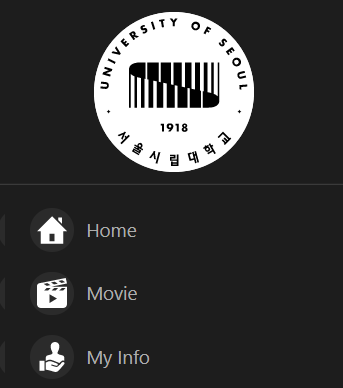 UNIVERSITY OF SEOUL
1918
서울시립대학교
Home
Movie
My Info